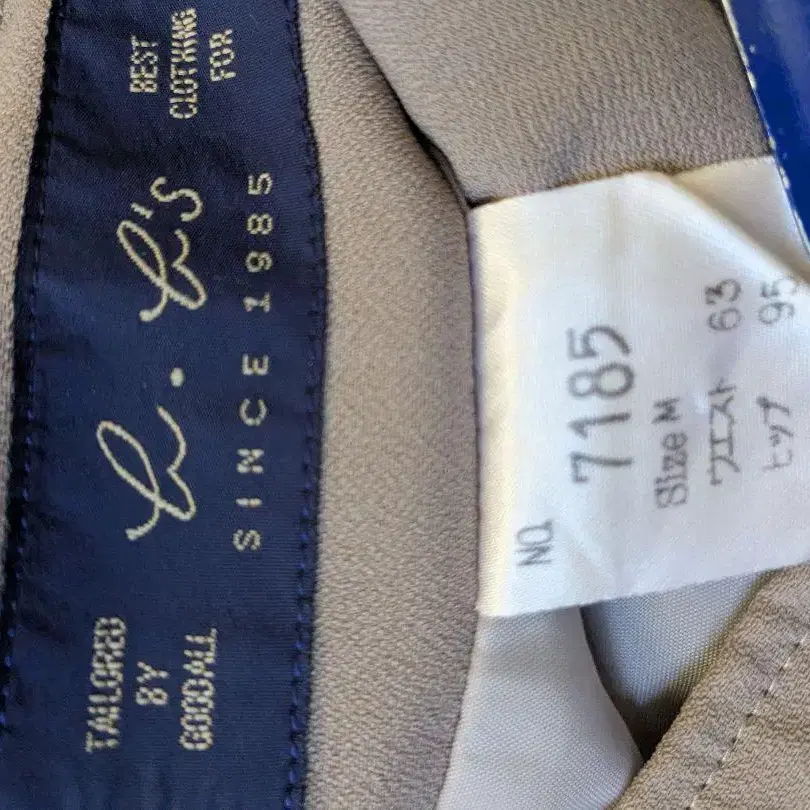 TAILORED
BY
GOODALL
h. h's
SINCE 1985
BEST
CLOTHING
FOR
NO. 7185
Size M
ウエスト 63
ヒップ 95